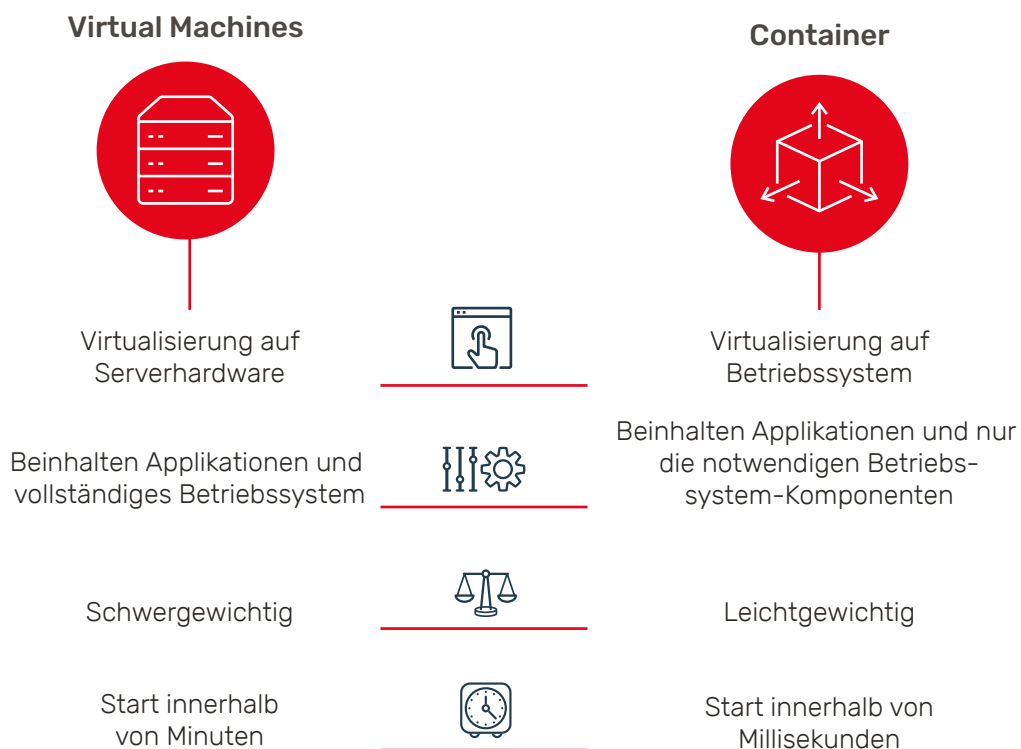 Virtual Machines
Container
Virtualisierung auf
Serverhardware
Virtualisierung auf
Betriebssystem
Beinhalten Applikationen und
vollständiges Betriebssystem
Beinhalten Applikationen und nur
die notwendigen Betriebs-
system-Komponenten
Schwergewichtig
Leichtgewichtig
Start innerhalb
von Minuten
Start innerhalb von
Millisekunden